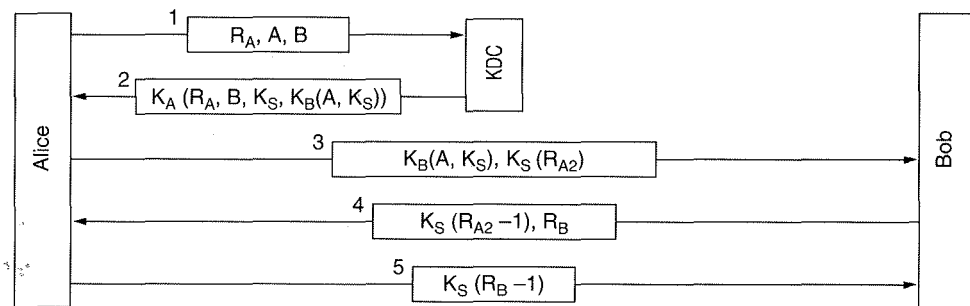 1
R_A, A, B
KDC
2
K_A (R_A, B, K_S, K_B(A, K_S))
Alice
3
K_B(A, K_S), K_S (R_A2)
Bob
4
K_S (R_A2 –1), R_B
5
K_S (R_B –1)